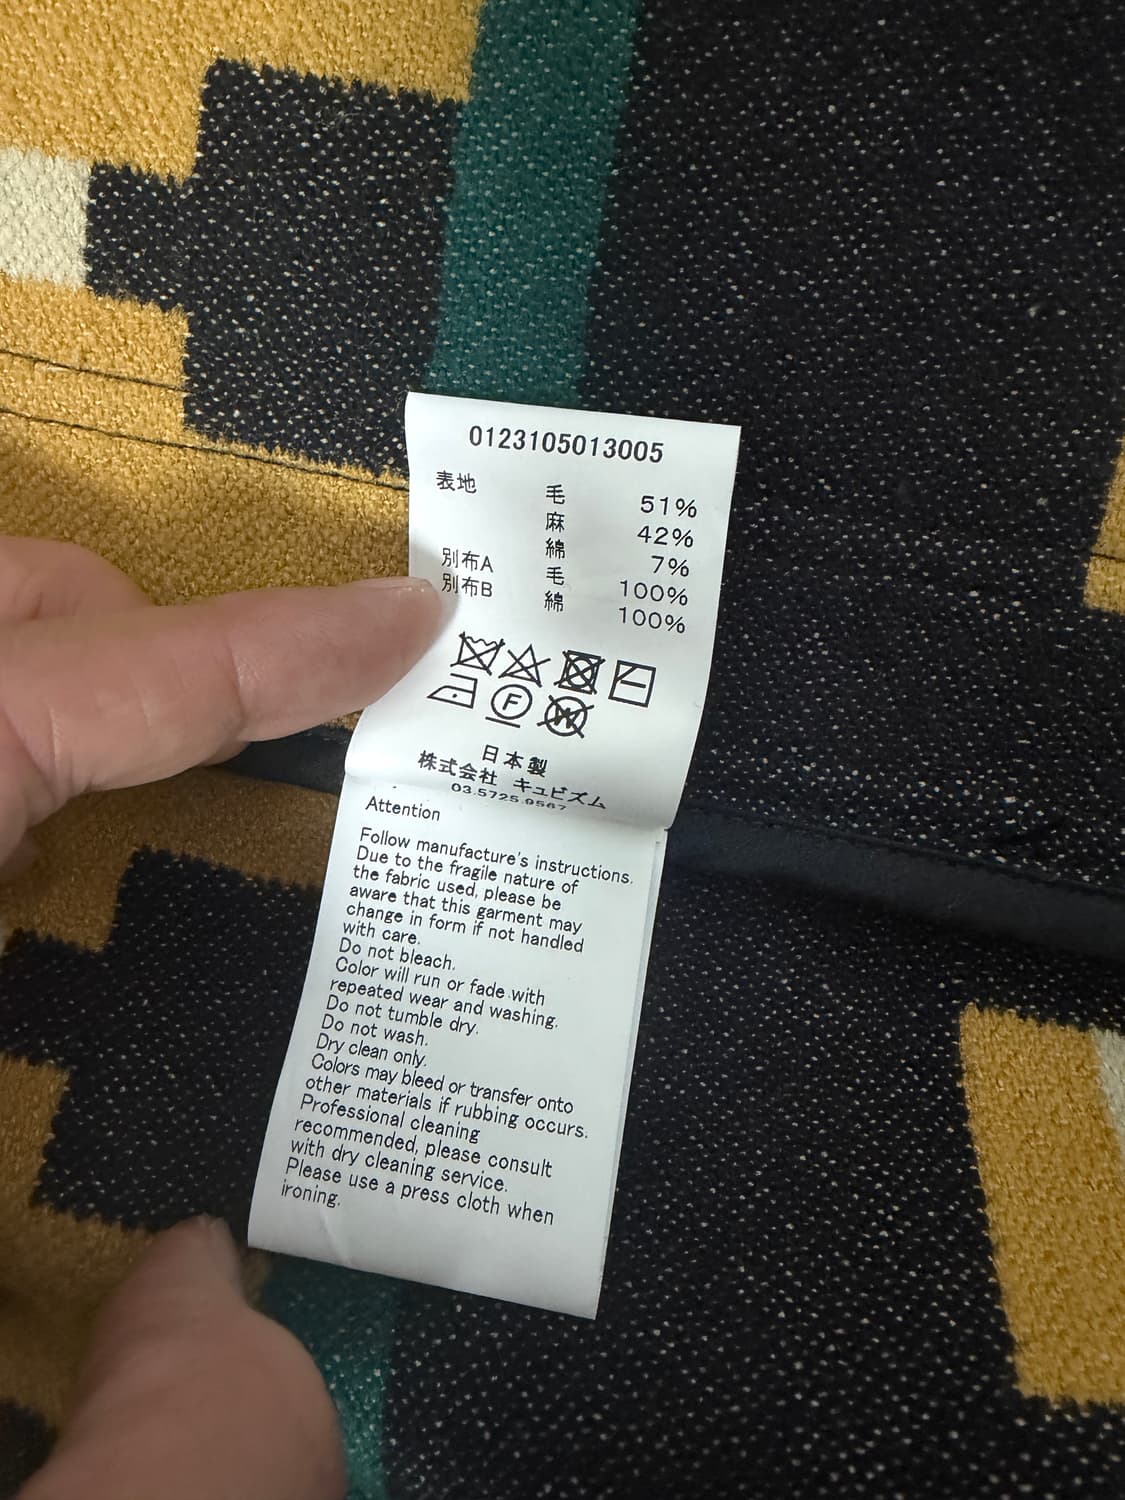 0123105013005
表地 毛 51%
麻 42%
綿 7%
別布A 毛 100%
別布B 綿 100%
F
W
日本製
株式会社 キュビズム
03.5725.9567
Attention
Follow manufacture's instructions.
Due to the fragile nature of
the fabric used, please be
aware that this garment may
change in form if not handled
with care.
Do not bleach.
Color will run or fade with
repeated wear and washing.
Do not tumble dry.
Do not wash.
Dry clean only.
Colors may bleed or transfer onto
other materials if rubbing occurs.
Professional cleaning
recommended, please consult
with dry cleaning service.
Please use a press cloth when
ironing.